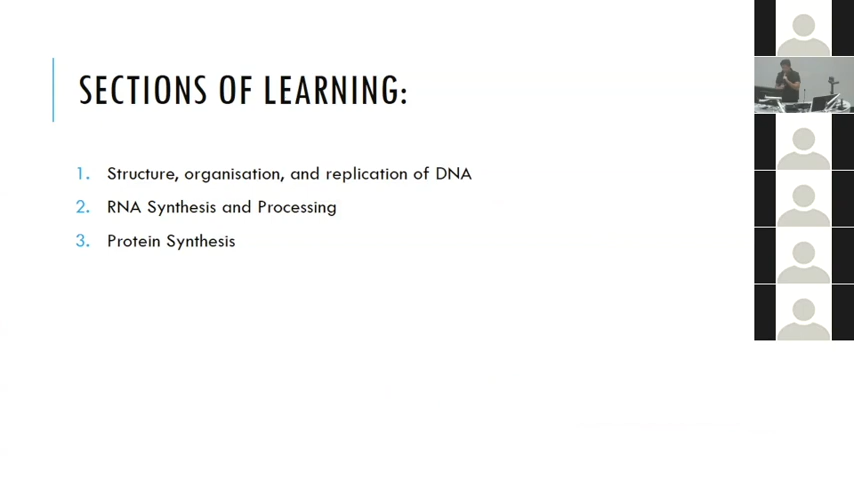 SECTIONS OF LEARNING:
1. Structure, organisation, and replication of DNA
2. RNA Synthesis and Processing
3. Protein Synthesis